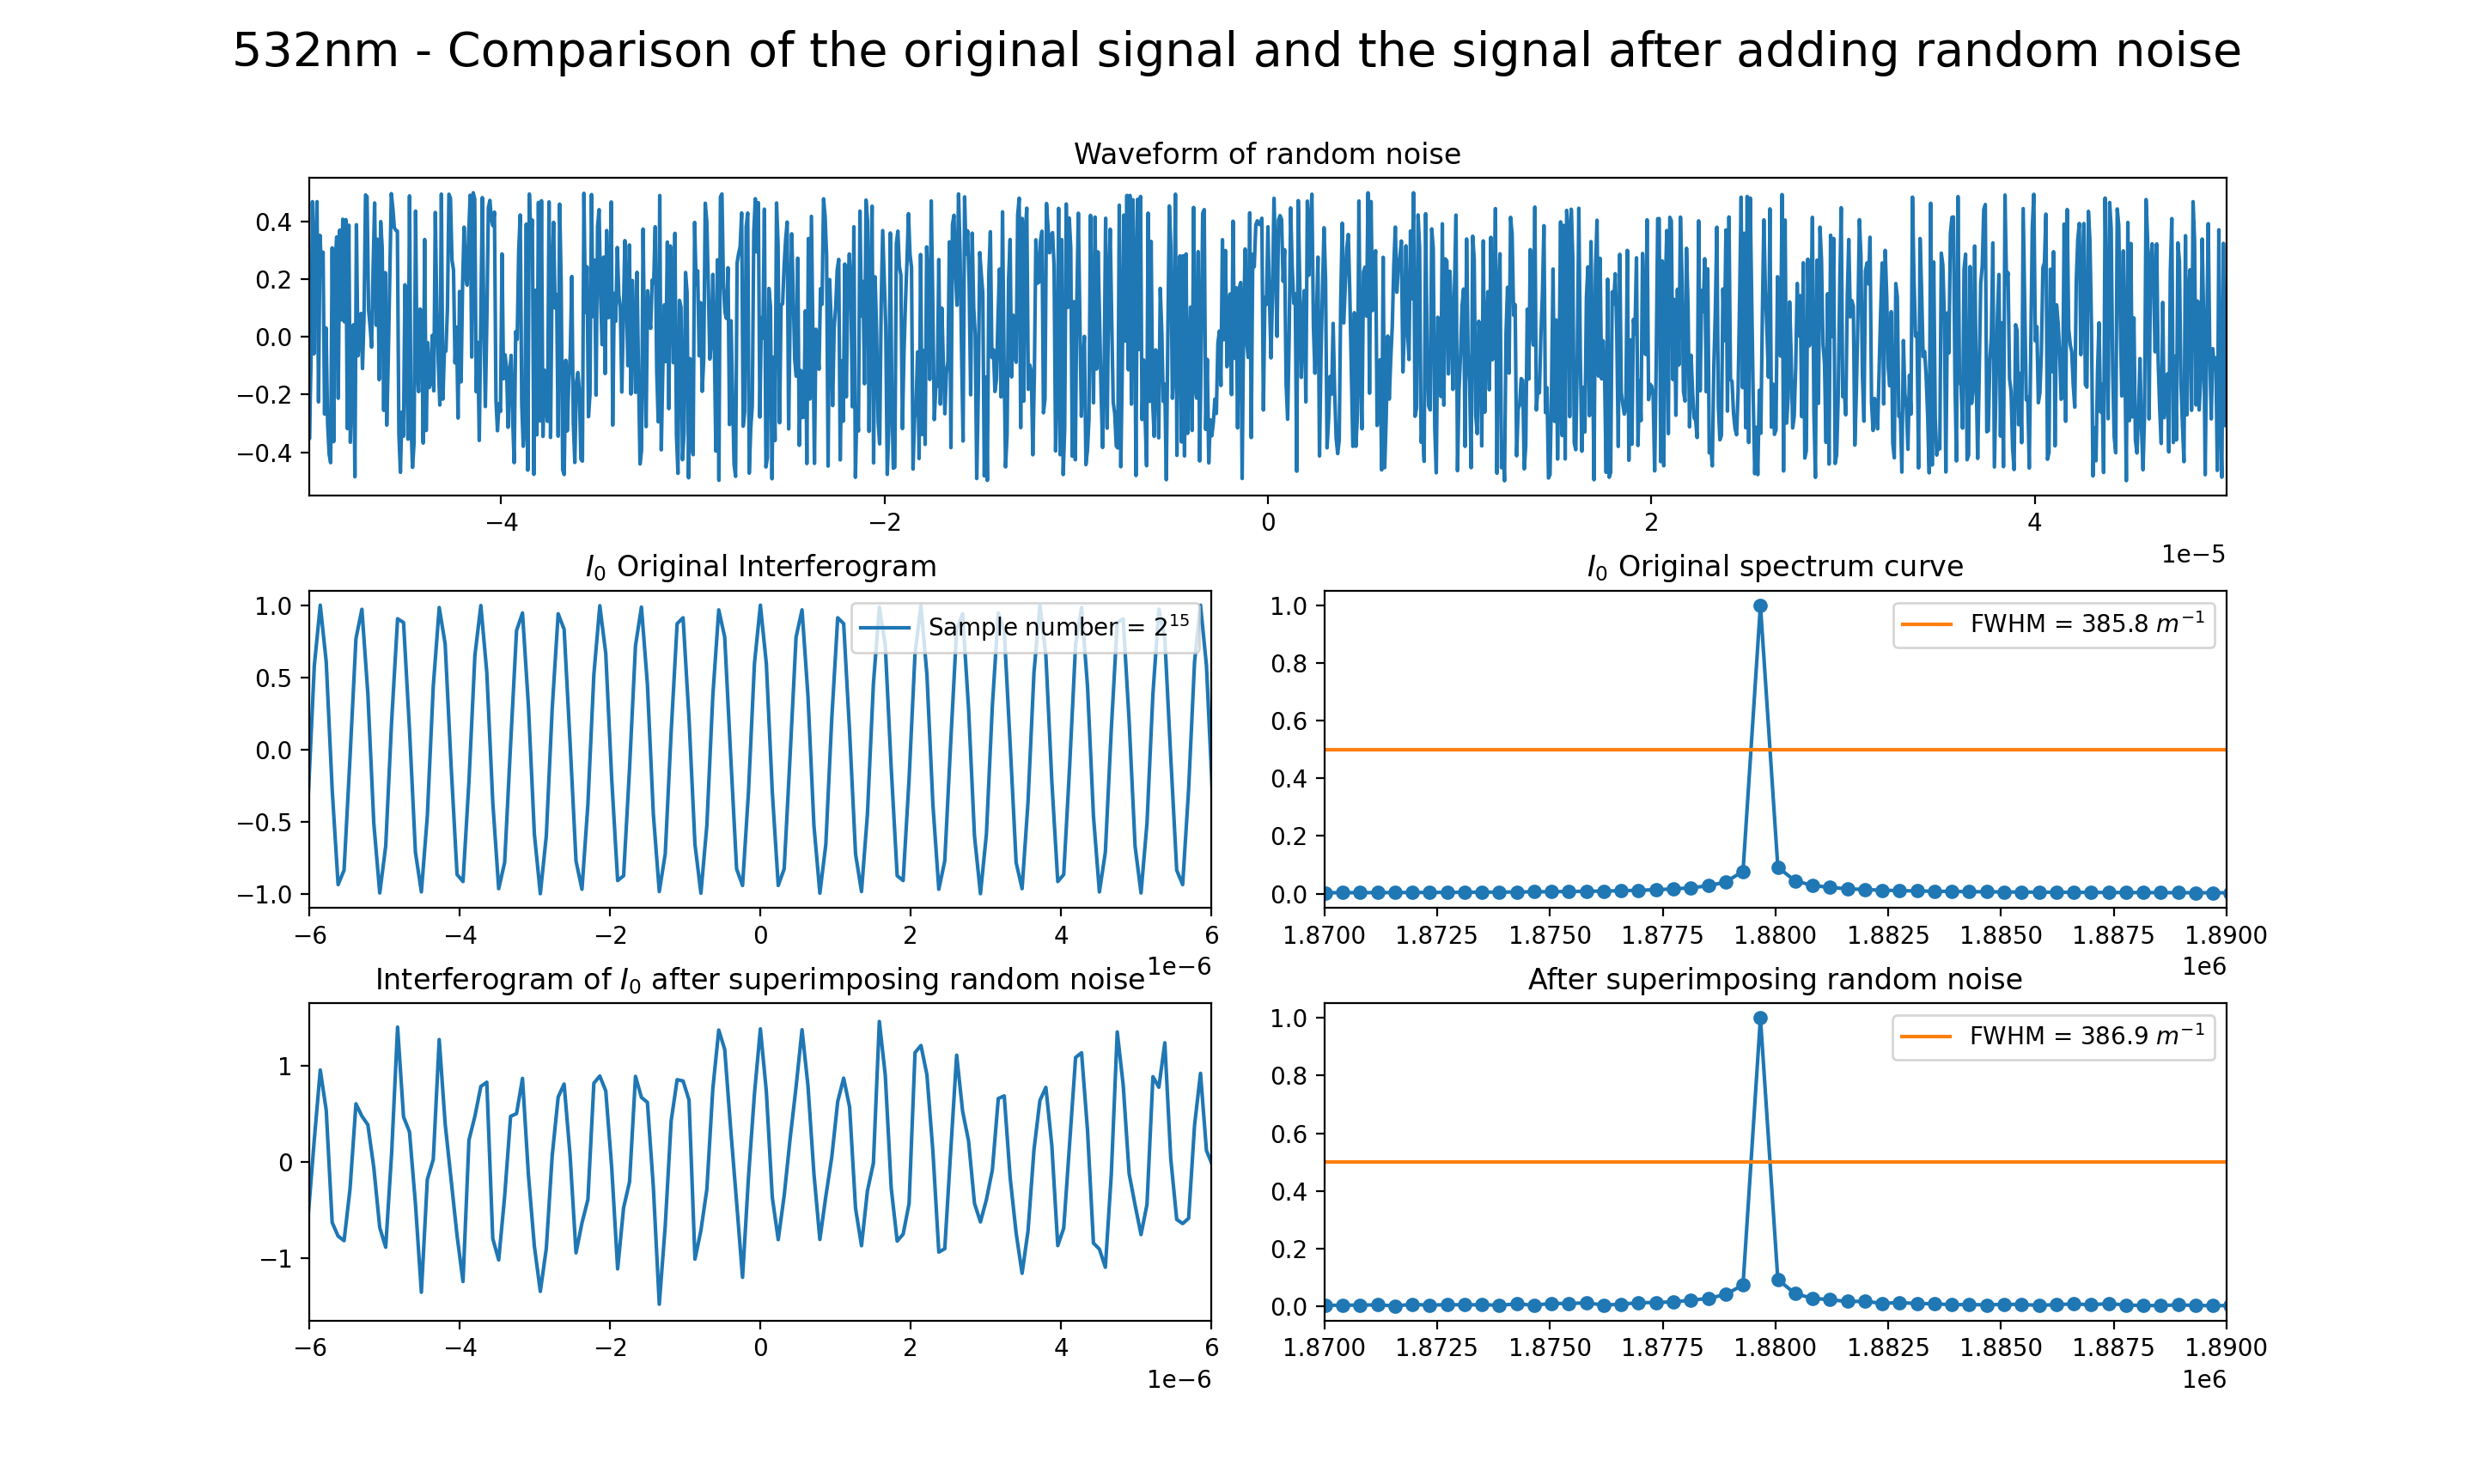 532nm - Comparison of the original signal and the signal after adding random noise
Waveform of random noise
0.4
0.2
0.0
−0.2
−0.4
−4 −2 0 2 4
1e−5
I₀ Original Interferogram
1.0
0.5
0.0
−0.5
−1.0
Sample number = 2¹⁵
−6 −4 −2 0 2 4 6
1e−6
I₀ Original spectrum curve
1.0
0.8
0.6
0.4
0.2
0.0
FWHM = 385.8 m⁻¹
1.8700 1.8725 1.8750 1.8775 1.8800 1.8825 1.8850 1.8875 1.8900
1e6
Interferogram of I₀ after superimposing random noise
1
0
−1
−6 −4 −2 0 2 4 6
1e−6
After superimposing random noise
1.0
0.8
0.6
0.4
0.2
0.0
FWHM = 386.9 m⁻¹
1.8700 1.8725 1.8750 1.8775 1.8800 1.8825 1.8850 1.8875 1.8900
1e6